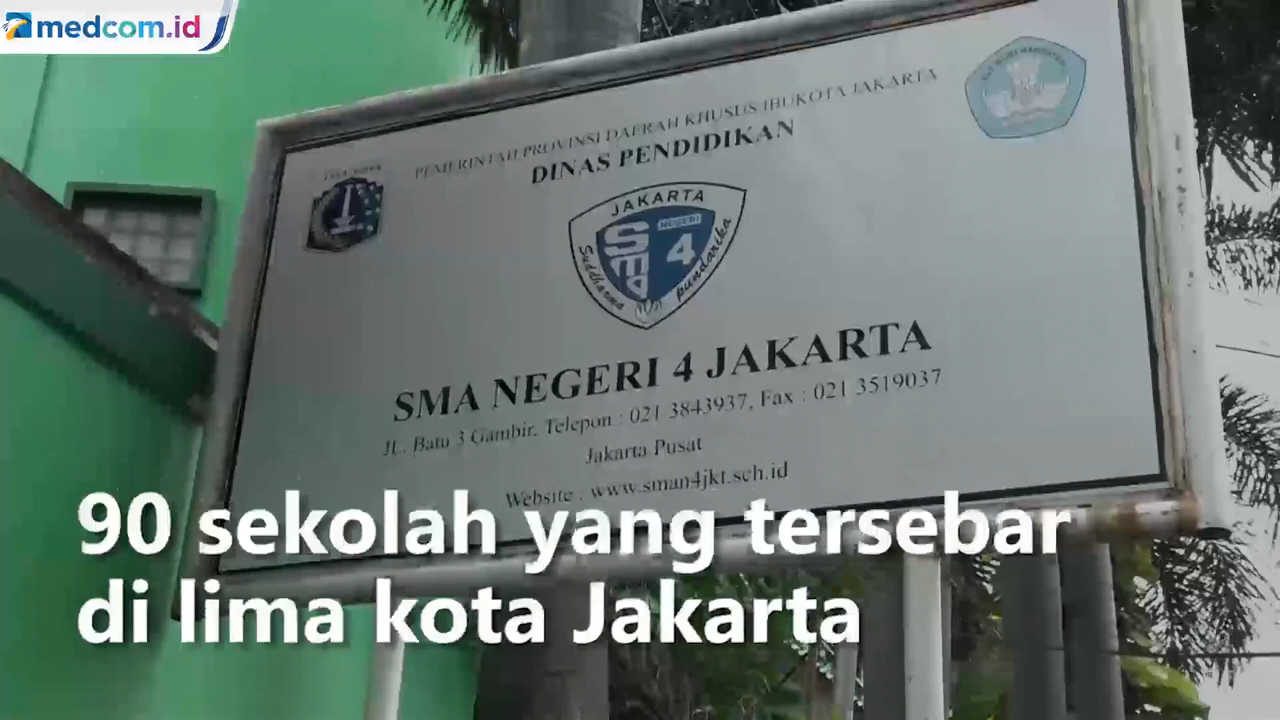 medcom.id
PEMERINTAH PROVINSI DAERAH KHUSUS IBUKOTA JAKARTA
DINAS PENDIDIKAN
JAKARTA
SMA NEGERI 4
Suddharma pundarika
SMA NEGERI 4 JAKARTA
JL. Batu 3 Gambir. Telepon : 021 3843937, Fax : 021 3519037
Jakarta Pusat
Website : www.sman4jkt.sch.id
90 sekolah yang tersebar
di lima kota Jakarta